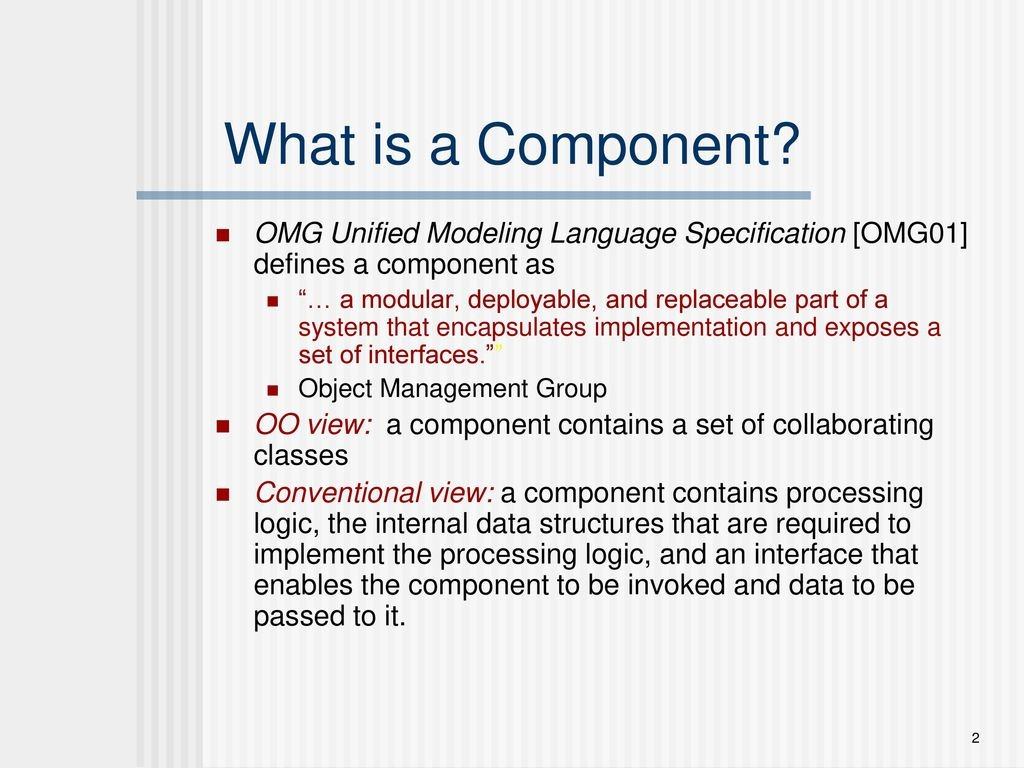 What is a Component?
OMG Unified Modeling Language Specification [OMG01]
defines a component as
“… a modular, deployable, and replaceable part of a
system that encapsulates implementation and exposes a
set of interfaces.””
Object Management Group
OO view:  a component contains a set of collaborating
classes
Conventional view: a component contains processing
logic, the internal data structures that are required to
implement the processing logic, and an interface that
enables the component to be invoked and data to be
passed to it.
2